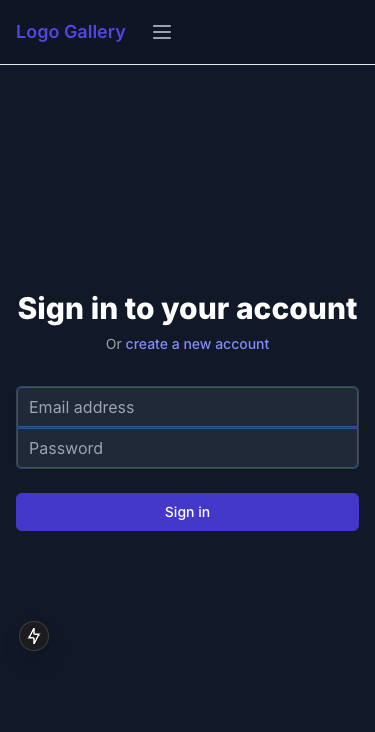 Logo Gallery
Sign in to your account
Or create a new account
Email address
Password
Sign in